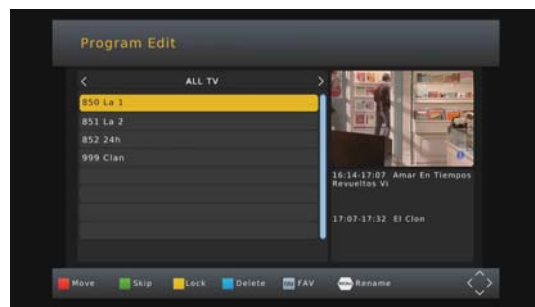 Program Edit
ALL TV
850 La 1
851 La 2
852 24h
999 Clan
16:14-17:07 Amar En Tiempos
Revueltos Vi
17:07-17:32 El Clon
Move Skip Lock Delete FAV Rename